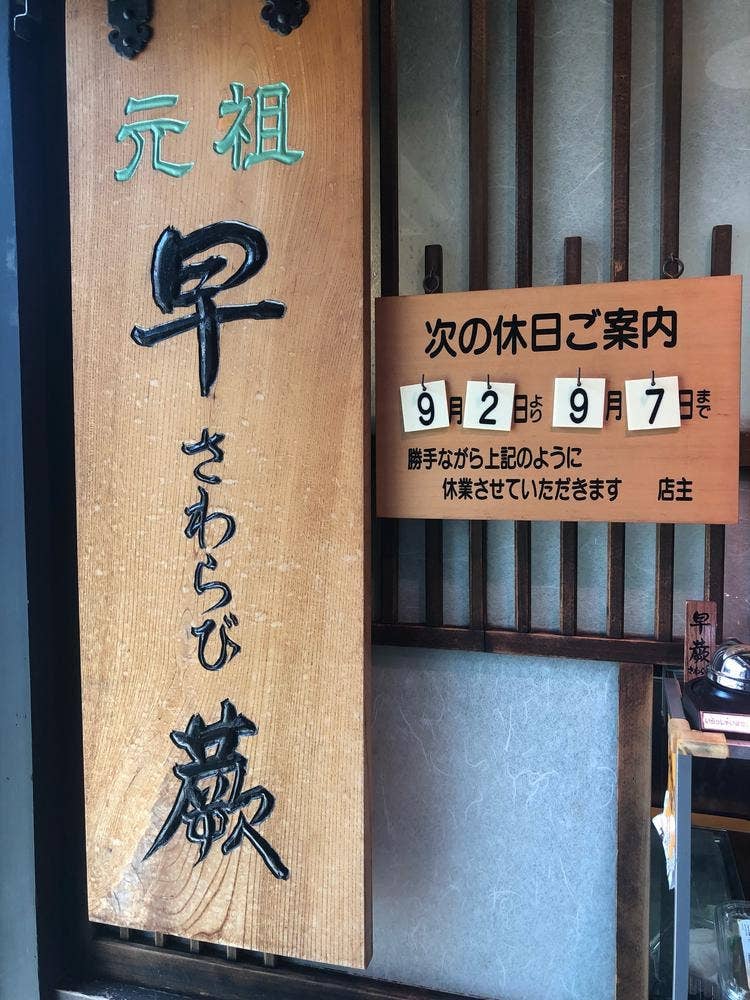 元祖
早
さわらび
蕨
次の休日ご案内
9月2日より9月7日まで
勝手ながら上記のように
休業させていただきます 店主
早蕨